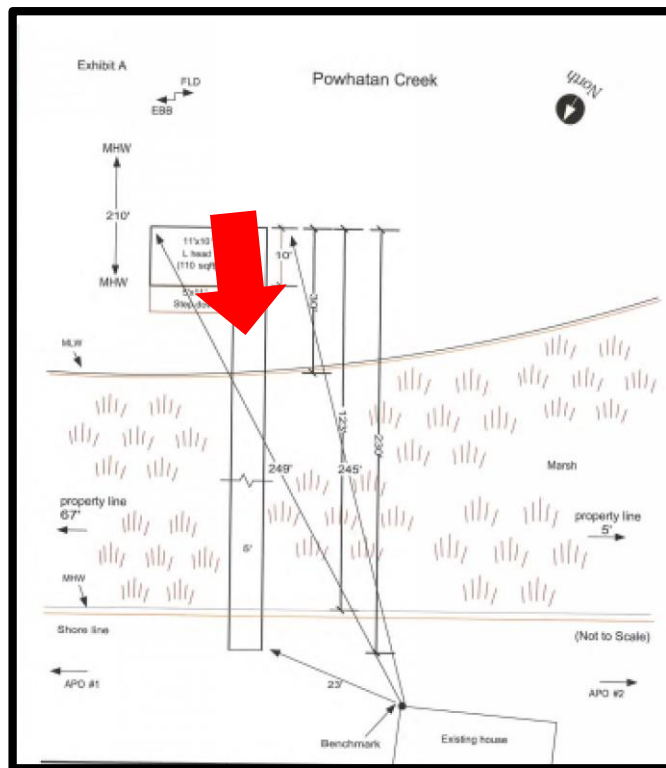 Exhibit A
Powhatan Creek
North
FLD
EBB
MHW
210'
MHW
11'x10'
L head
(110 sqft
10'
5'x11'
30'
MLW
123'
230'
249'
245'
Marsh
property line
67'
property line
5'
MHW
Shore line
(Not to Scale)
APO #1
23'
APO #2
Benchmark
Existing house